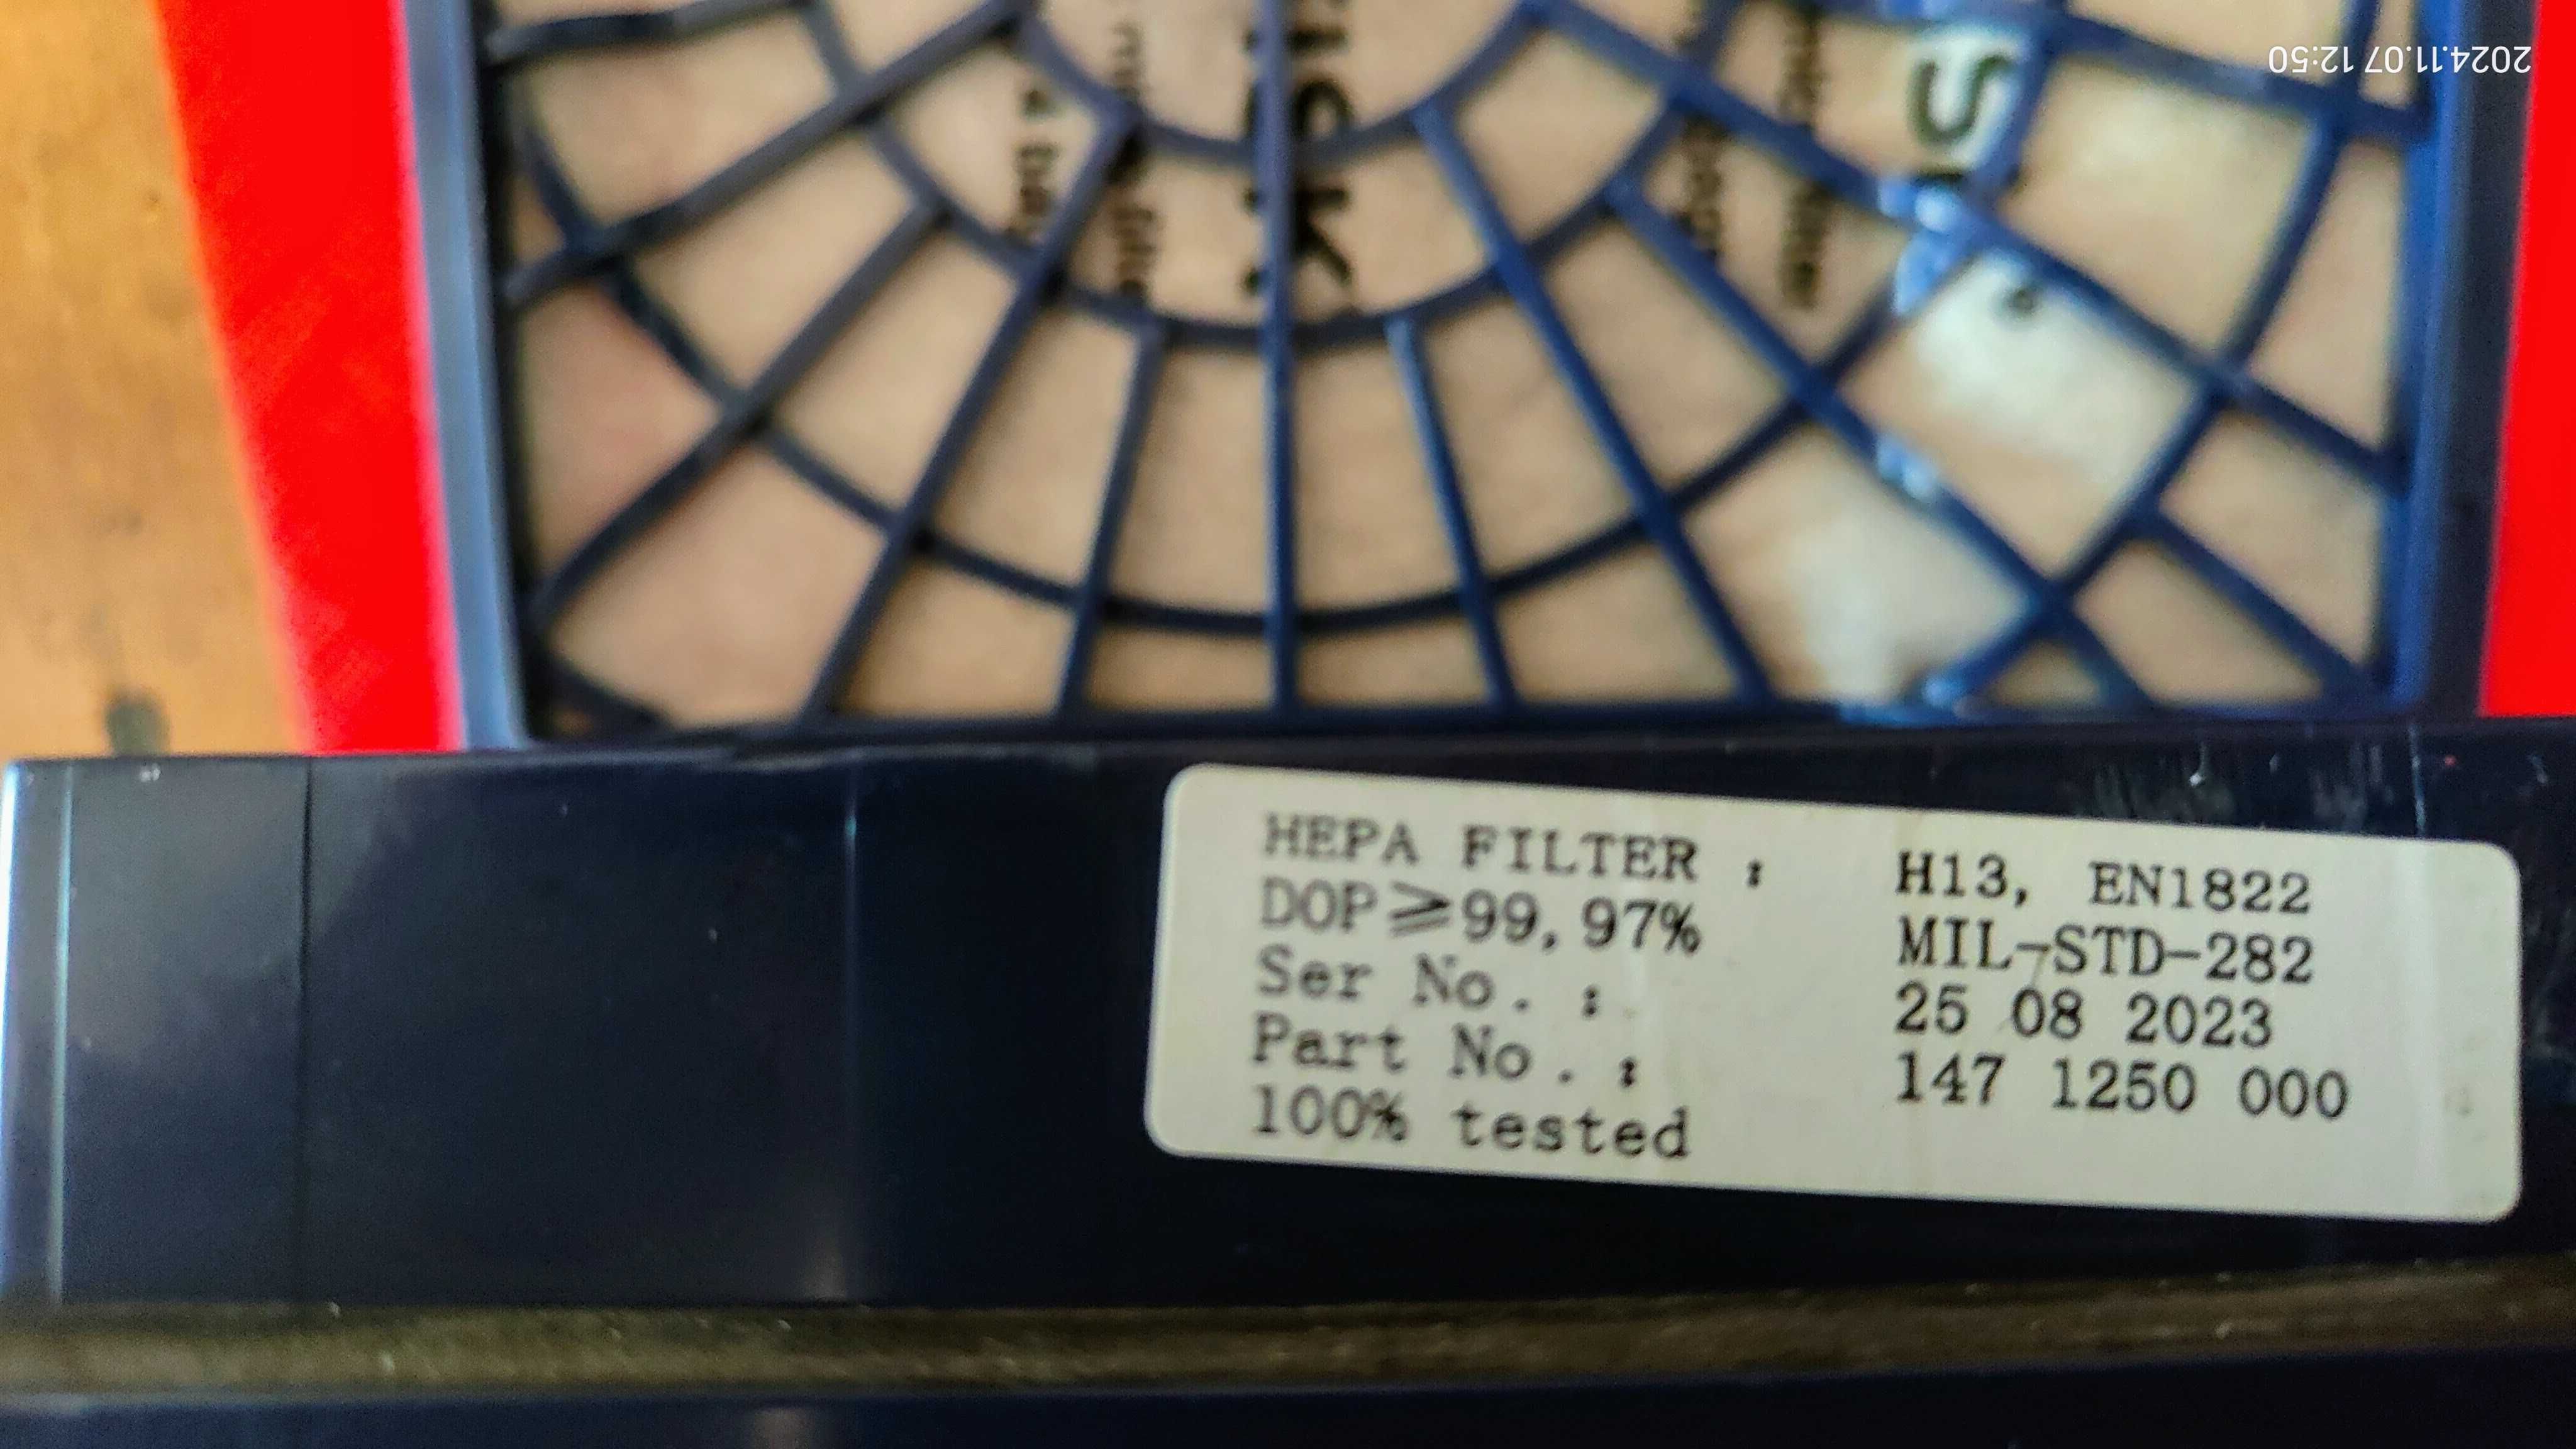 2024.11.07 12:50
HEPA FILTER : H13, EN1822
DOP≥99,97% MIL-STD-282
Ser No. : 25 08 2023
Part No. : 147 1250 000
100% tested